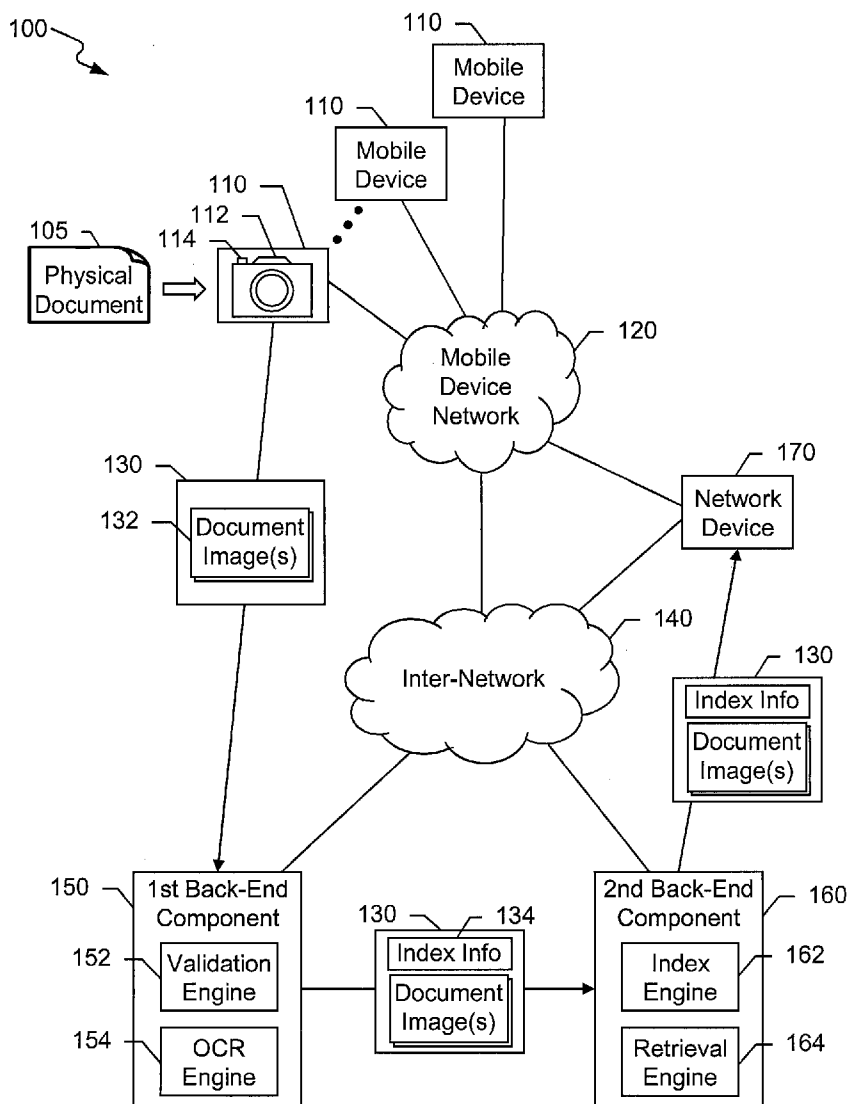 100
110
Mobile
Device
110
Mobile
Device
110
112
114
105
Physical
Document
120
Mobile
Device
Network
130
132
Document
Image(s)
170
Network
Device
140
Inter-Network
130
Index Info
Document
Image(s)
150
1st Back-End
Component
152
Validation
Engine
154
OCR
Engine
130
134
Index Info
Document
Image(s)
2nd Back-End
Component
160
Index
Engine
162
Retrieval
Engine
164